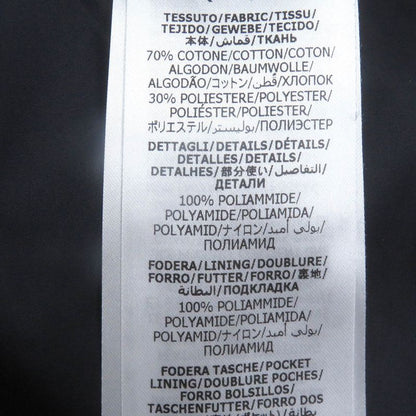 TESSUTO/FABRIC/TISSU/
TEJIDO/GEWEBE/TECIDO/
本体/قماش/ТКАНЬ
70% COTONE/COTTON/COTON/
ALGODON/BAUMWOLLE/
ALGODÃO/コットン/قطن/ХЛОПОК
30% POLIESTERE/POLYESTER/
POLIÉSTER/POLYESTER/
ポリエステル/بوليستر/ПОЛИЭСТЕР
DETTAGLI/DETAILS/DÉTAILS/
DETALLES/DETAILS/
DETALHES/部分使い/التفاصيل/
ДЕТАЛИ
100% POLIAMMIDE/
POLYAMIDE/POLIAMIDA/
POLYAMID/ナイロン/بولي أميد/
ПОЛИАМИД
FODERA/LINING/DOUBLURE/
FORRO/FUTTER/FORRO/裏地/
البطانة/ПОДКЛАДКА
100% POLIAMMIDE/
POLYAMIDE/POLIAMIDA/
POLYAMID/ナイロン/بولي أميد/
ПОЛИАМИД
FODERA TASCHE/POCKET
LINING/DOUBLURE POCHES/
FORRO BOLSILLOS/
TASCHENFUTTER/FORRO DOS